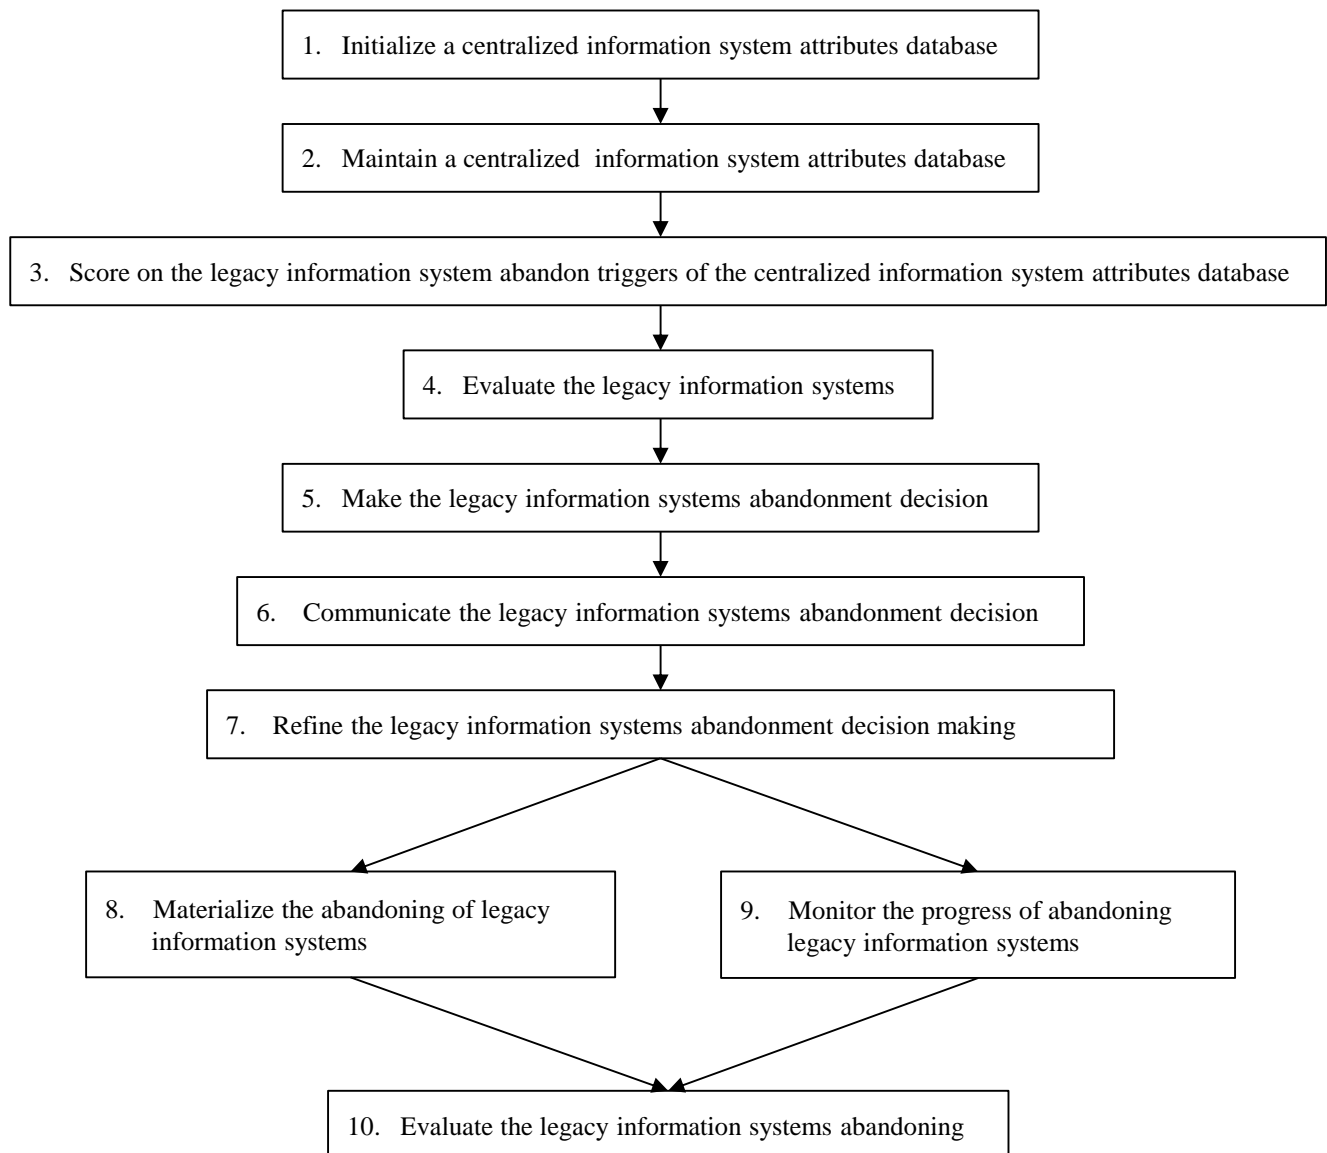 1. Initialize a centralized information system attributes database
2. Maintain a centralized information system attributes database
3. Score on the legacy information system abandon triggers of the centralized information system attributes database
4. Evaluate the legacy information systems
5. Make the legacy information systems abandonment decision
6. Communicate the legacy information systems abandonment decision
7. Refine the legacy information systems abandonment decision making
8. Materialize the abandoning of legacy
information systems
9. Monitor the progress of abandoning
legacy information systems
10. Evaluate the legacy information systems abandoning